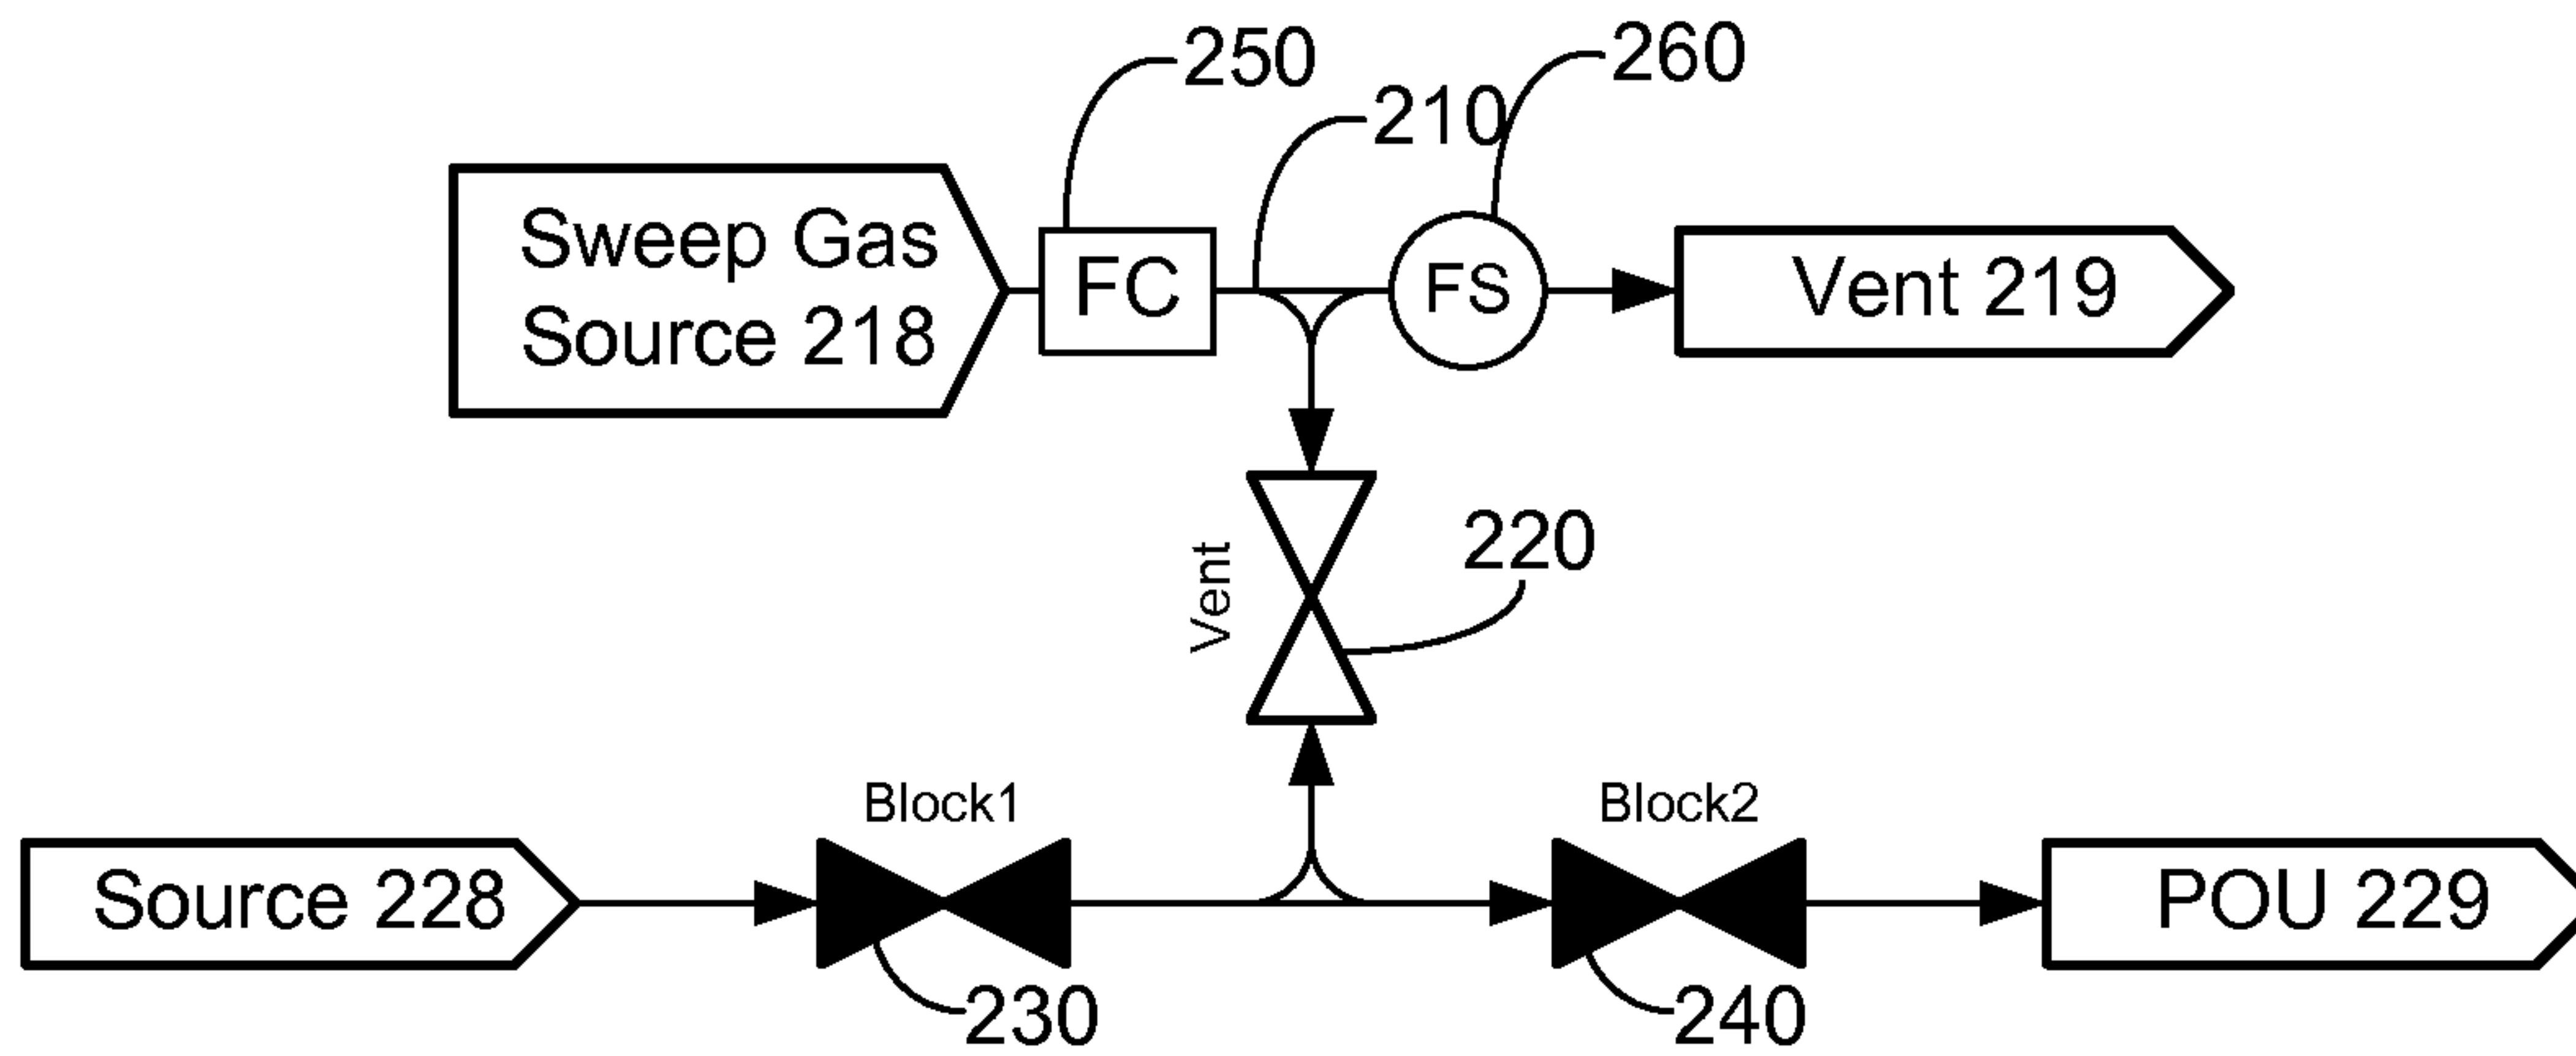 250
260
210
Sweep Gas
Source 218
FC
FS
Vent 219
Vent
220
Block1
Block2
Source 228
POU 229
230
240